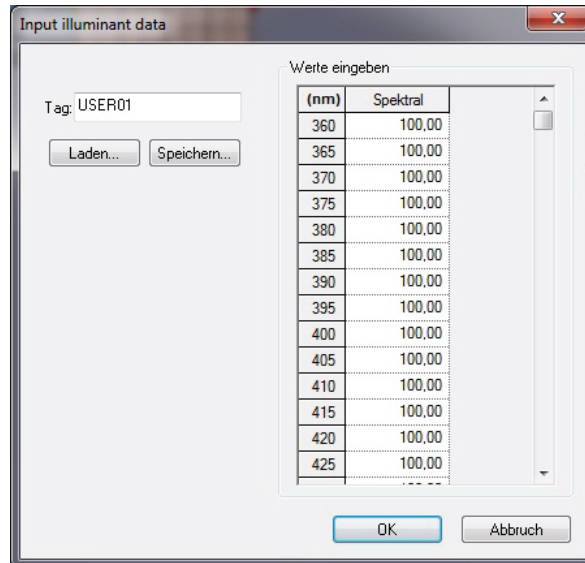 Input illuminant data
Werte eingeben
Tag: USER01
Laden... Speichern...
(nm) Spektral
360 100,00
365 100,00
370 100,00
375 100,00
380 100,00
385 100,00
390 100,00
395 100,00
400 100,00
405 100,00
410 100,00
415 100,00
420 100,00
425 100,00
OK Abbruch